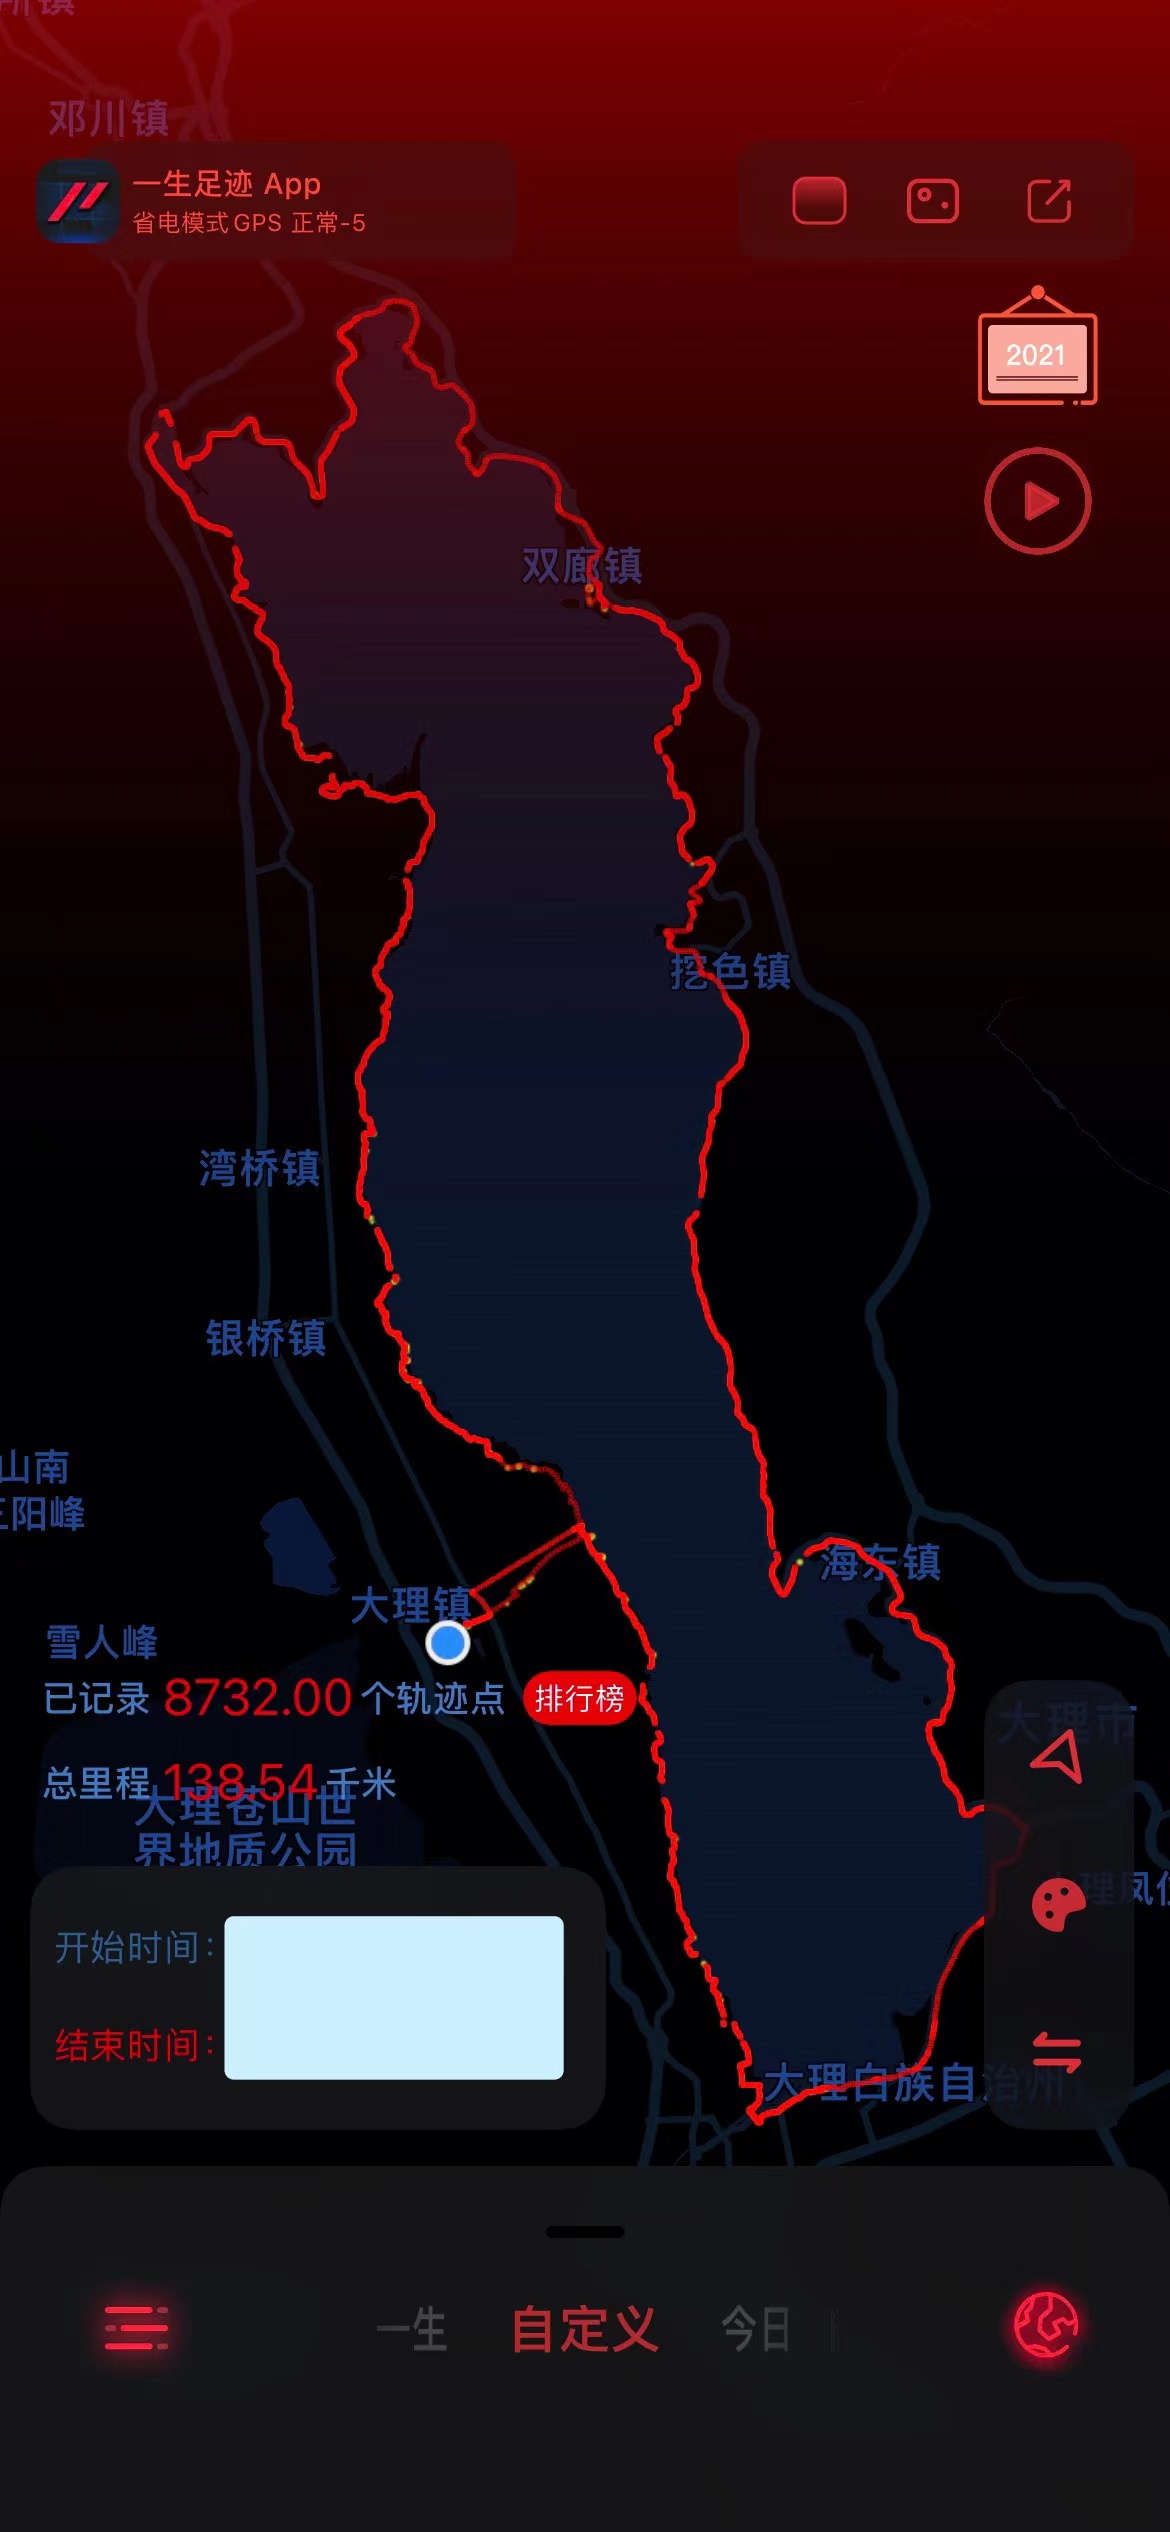 邓川镇
一生足迹 App
省电模式GPS 正常-5
2021
双廊镇
挖色镇
湾桥镇
银桥镇
山南
阳峰
海东镇
大理镇
雪人峰
已记录 8732.00 个轨迹点 排行榜
大理市
总里程 138.54 千米
大理苍山世
界地质公园
理凤仪
开始时间:
结束时间:
大理白族自治州
一生 自定义 今日